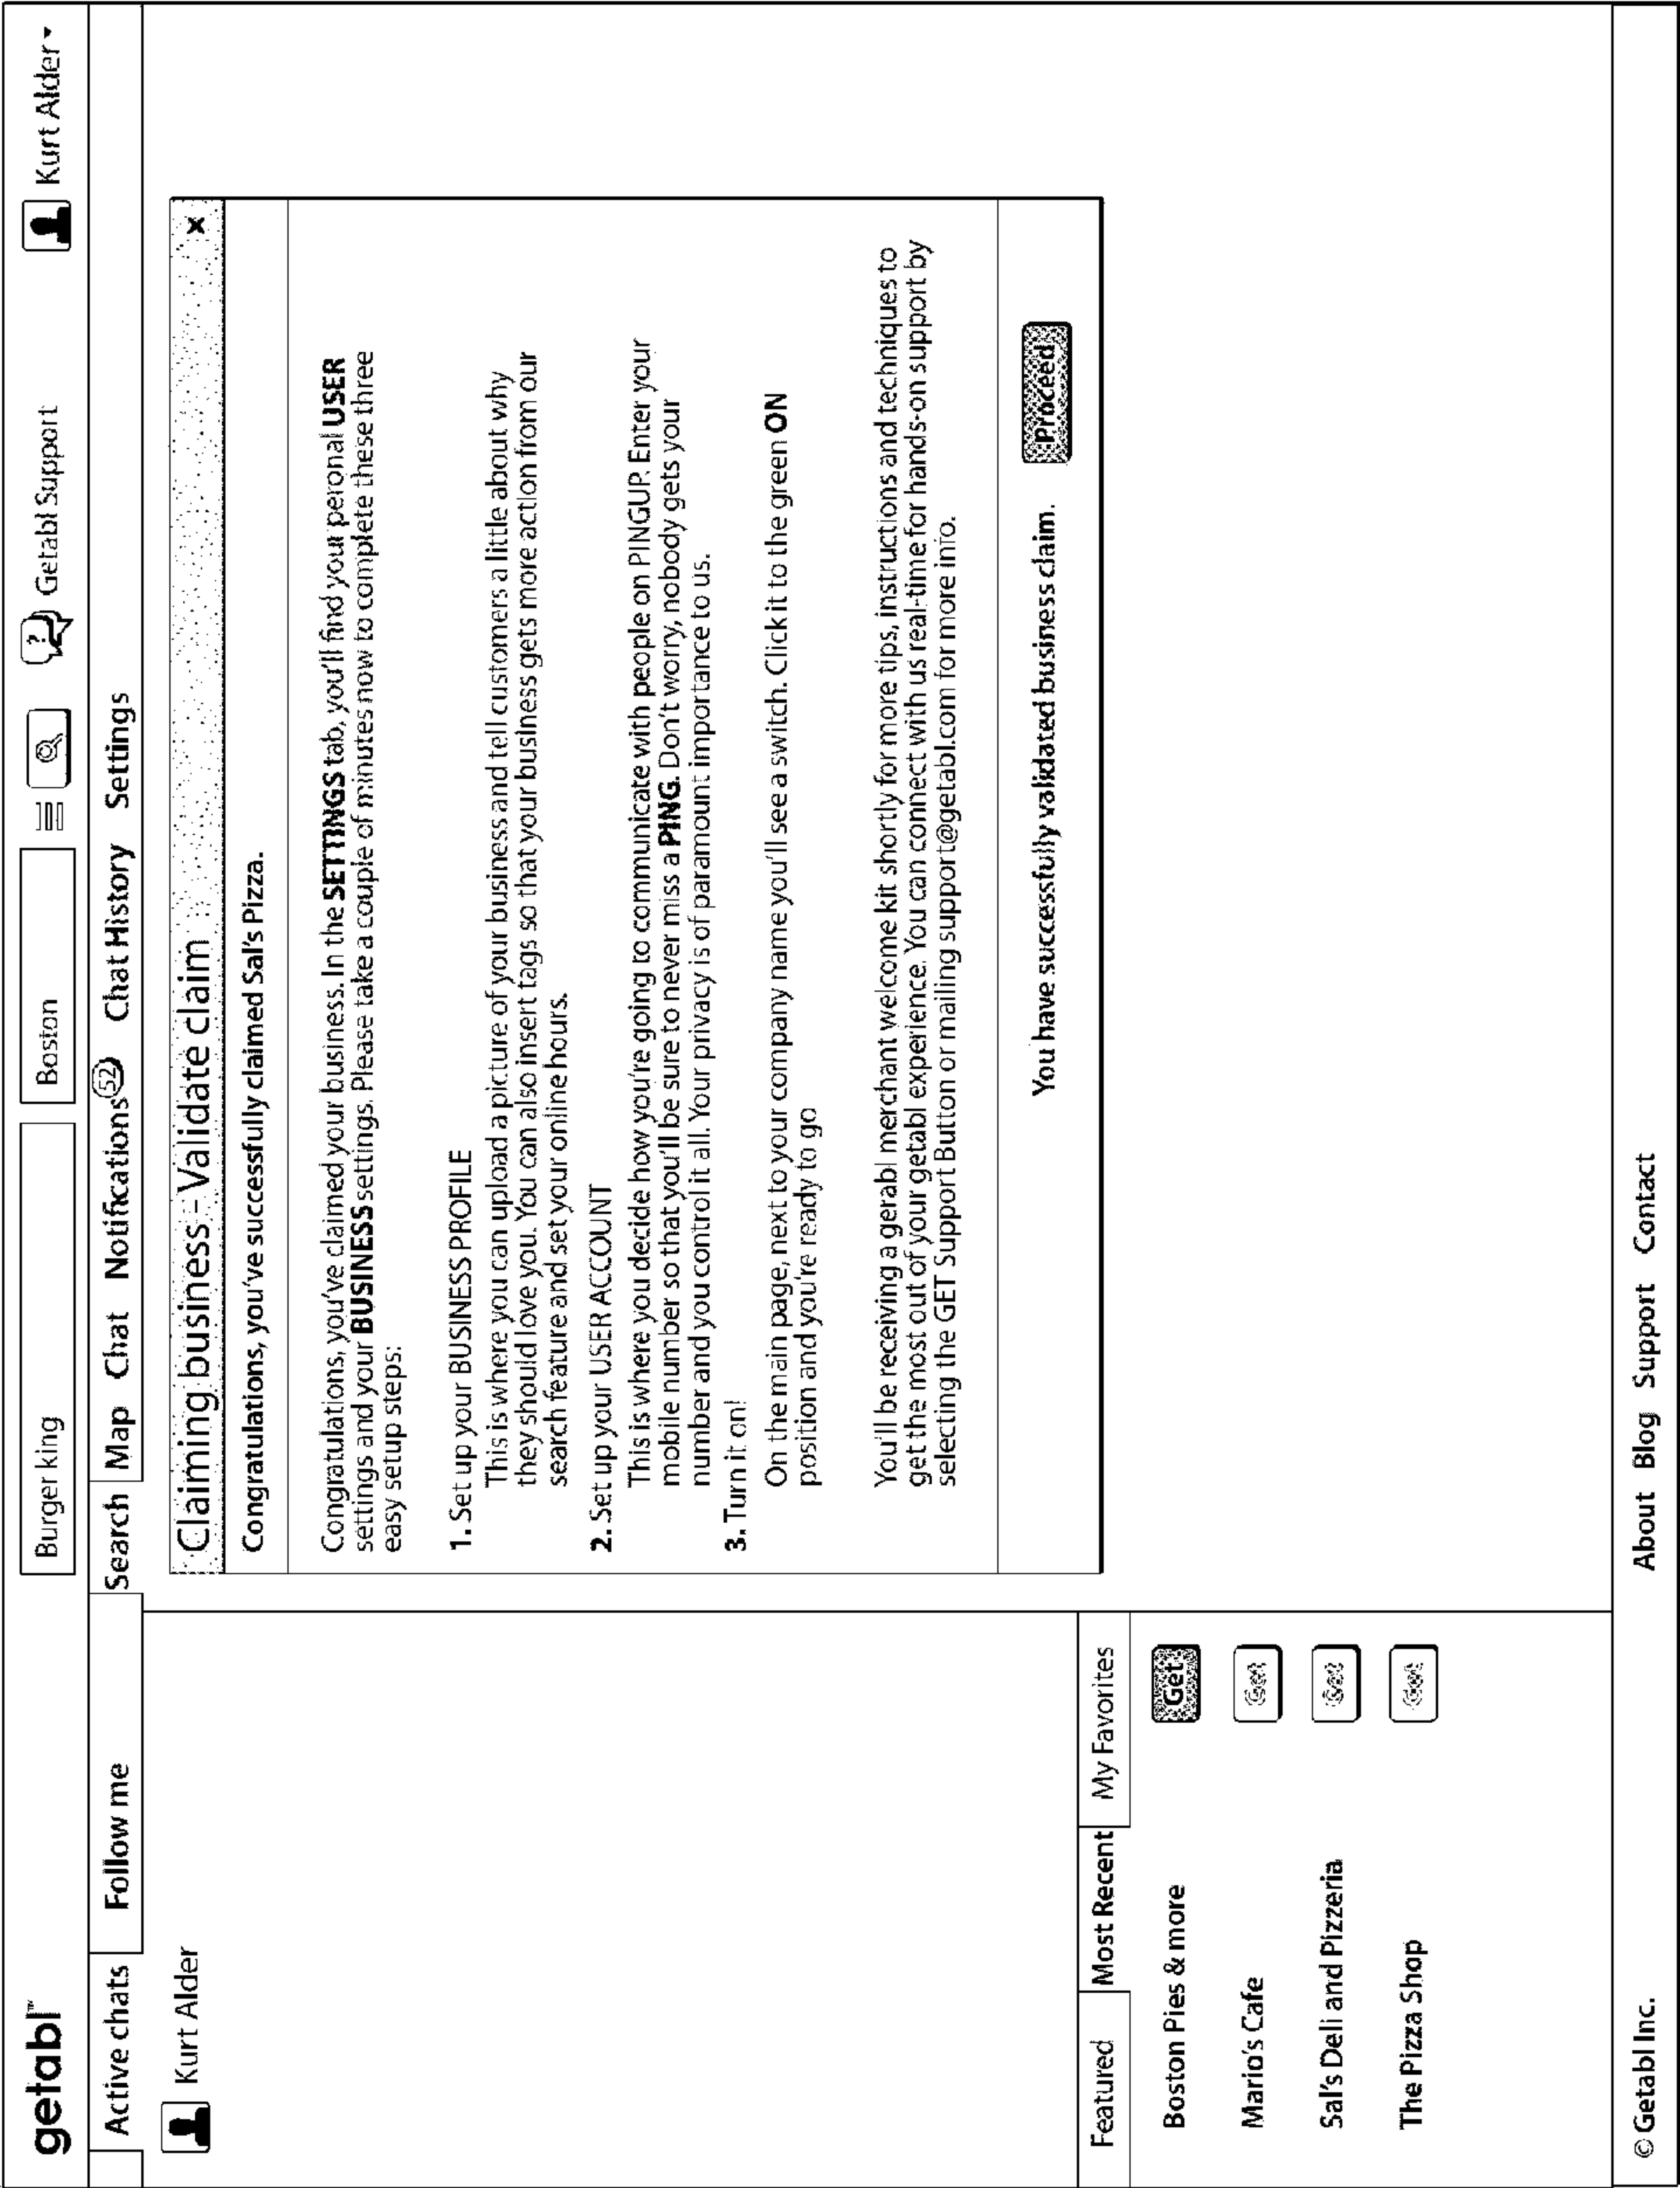 getabl™
Burger king
Boston
Getabl Support
Kurt Alder
Active chats
Follow me
Search
Map
Chat
Notifications 52
Chat History
Settings
Kurt Alder
Claiming business – Validate claim
x
Congratulations, you've successfully claimed Sal's Pizza.
Congratulations, you've claimed your business. In the SETTINGS tab, you'll find your peronal USER
settings and your BUSINESS settings. Please take a couple of minutes now to complete these three
easy setup steps:
1. Set up your BUSINESS PROFILE
This is where you can upload a picture of your business and tell customers a little about why
they should love you. You can also insert tags so that your business gets more action from our
search feature and set your online hours.
2. Set up your USER ACCOUNT
This is where you decide how you're going to communicate with people on PINGUP. Enter your
mobile number so that you'll be sure to never miss a PING. Don't worry, nobody gets your
number and you control it all. Your privacy is of paramount importance to us.
3. Turn it on!
On the main page, next to your company name you'll see a switch. Click it to the green ON
position and you're ready to go
You'll be receiving a gerabl merchant welcome kit shortly for more tips, instructions and techniques to
get the most out of your getabl experience. You can connect with us real-time for hands-on support by
selecting the GET Support Button or mailing support@getabl.com for more info.
You have successfully validated business claim.
Proceed
Featured
Most Recent
My Favorites
Boston Pies & more
Get
Mario's Cafe
Get
Sal's Deli and Pizzeria
Get
The Pizza Shop
Get
© Getabl Inc.
About
Blog
Support
Contact